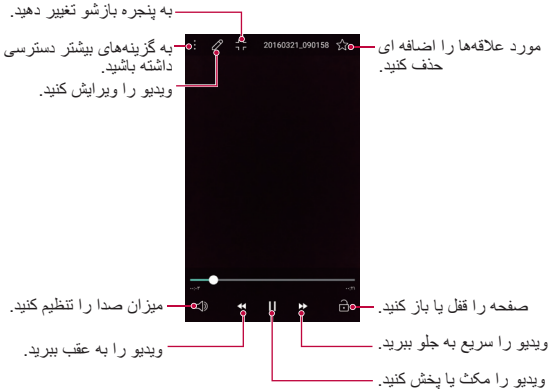 به پنجره بازشو تغییر دهید.
به گزینه‌های بیشتر دسترسی
داشته باشید.
ویدیو را ویرایش کنید.
20160321_090158
مورد علاقه‌ها را اضافه ای
حذف کنید.
میزان صدا را تنظیم کنید.
ویدیو را به عقب ببرید.
صفحه را قفل یا باز کنید.
ویدیو را سریع به جلو ببرید.
ویدیو را مکث یا پخش کنید.